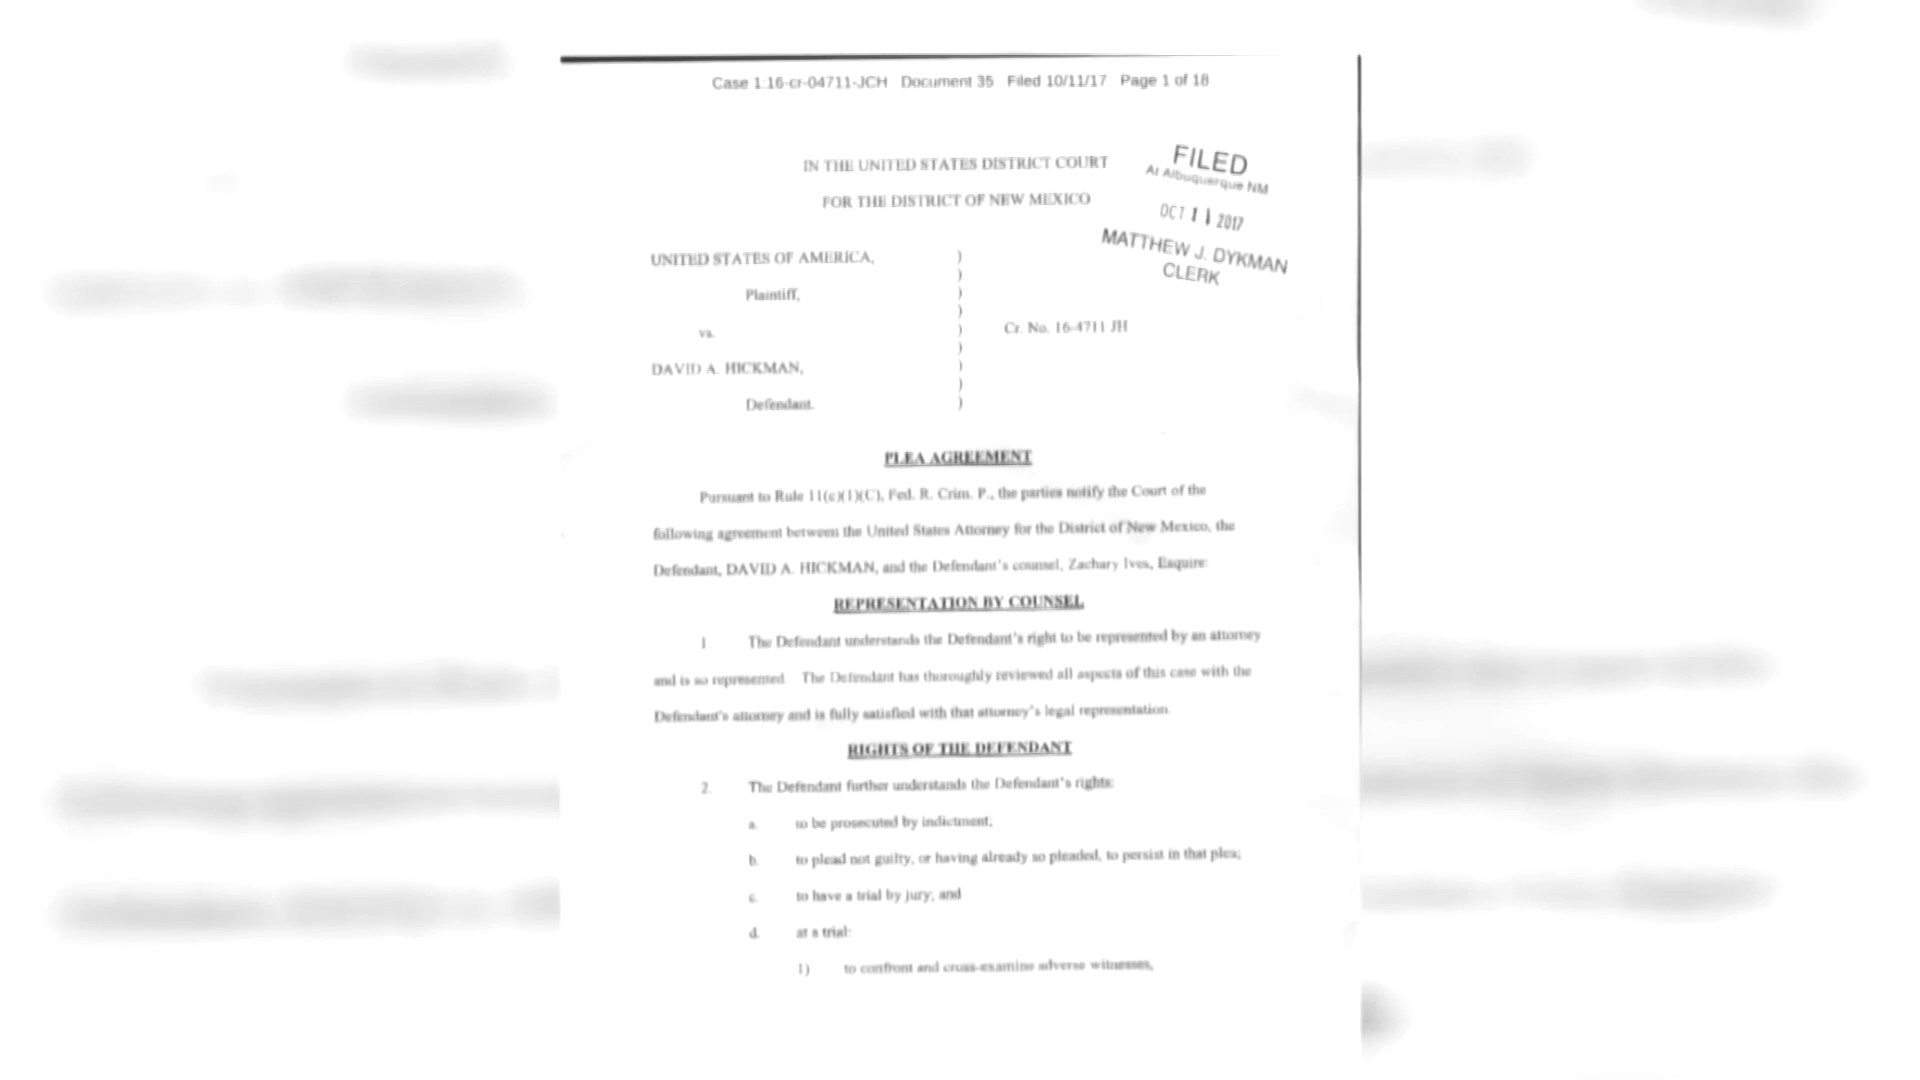 Case 1:16-cr-04711-JCH Document 35 Filed 10/11/17 Page 1 of 18
FILED
At Albuquerque NM
OCT 11 2017
MATTHEW J. DYKMAN
CLERK
IN THE UNITED STATES DISTRICT COURT
FOR THE DISTRICT OF NEW MEXICO
UNITED STATES OF AMERICA, )
)
Plaintiff, )
)
vs. ) Cr. No. 16-4711 JH
)
DAVID A. HICKMAN, )
)
Defendant. )
PLEA AGREEMENT
Pursuant to Rule 11(c)(1)(C), Fed. R. Crim. P., the parties notify the Court of the
following agreement between the United States Attorney for the District of New Mexico, the
Defendant, DAVID A. HICKMAN, and the Defendant's counsel, Zachary Ives, Esquire:
REPRESENTATION BY COUNSEL
1 The Defendant understands the Defendant's right to be represented by an attorney
and is so represented The Defendant has thoroughly reviewed all aspects of this case with the
Defendant's attorney and is fully satisfied with that attorney's legal representation.
RIGHTS OF THE DEFENDANT
2. The Defendant further understands the Defendant's rights:
a. to be prosecuted by indictment;
b. to plead not guilty, or having already so pleaded, to persist in that plea;
c. to have a trial by jury; and
d. at a trial:
1) to confront and cross-examine adverse witnesses,